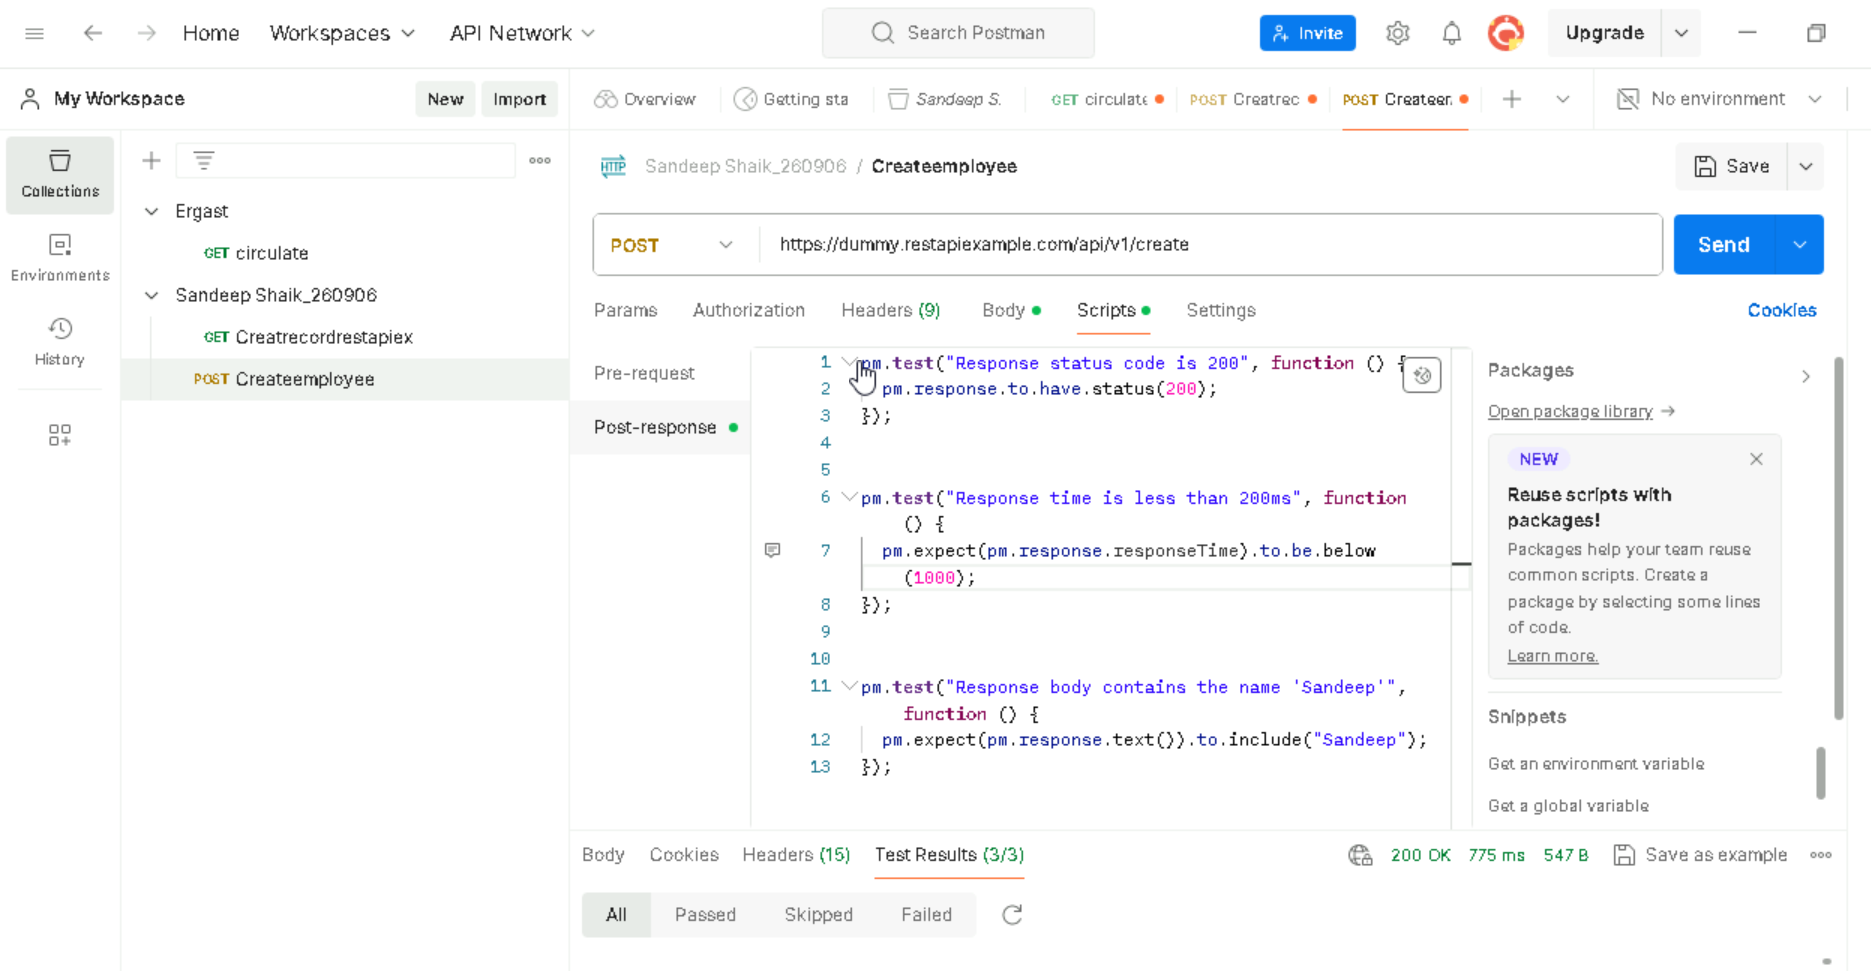 Home Workspaces API Network Search Postman Invite Upgrade
My Workspace New Import Overview Getting sta Sandeep S. GET circulate POST Creatrec POST Createem No environment
Collections
Environments
History
Ergast
GET circulate
Sandeep Shaik_260906
GET Creatrecordrestapiex
POST Createemployee
HTTP Sandeep Shaik_260906 / Createemployee Save
POST https://dummy.restapiexample.com/api/v1/create Send
Params Authorization Headers (9) Body Scripts Settings Cookies
Pre-request
Post-response
1 pm.test("Response status code is 200", function () {
2 pm.response.to.have.status(200);
3 });
4
5
6 pm.test("Response time is less than 200ms", function
() {
7 pm.expect(pm.response.responseTime).to.be.below
(1000);
8 });
9
10
11 pm.test("Response body contains the name 'Sandeep'",
function () {
12 pm.expect(pm.response.text()).to.include("Sandeep");
13 });
Packages
Open package library →
NEW
Reuse scripts with
packages!
Packages help your team reuse
common scripts. Create a
package by selecting some lines
of code.
Learn more.
Snippets
Get an environment variable
Get a global variable
Body Cookies Headers (15) Test Results (3/3) 200 OK 775 ms 547 B Save as example
All Passed Skipped Failed